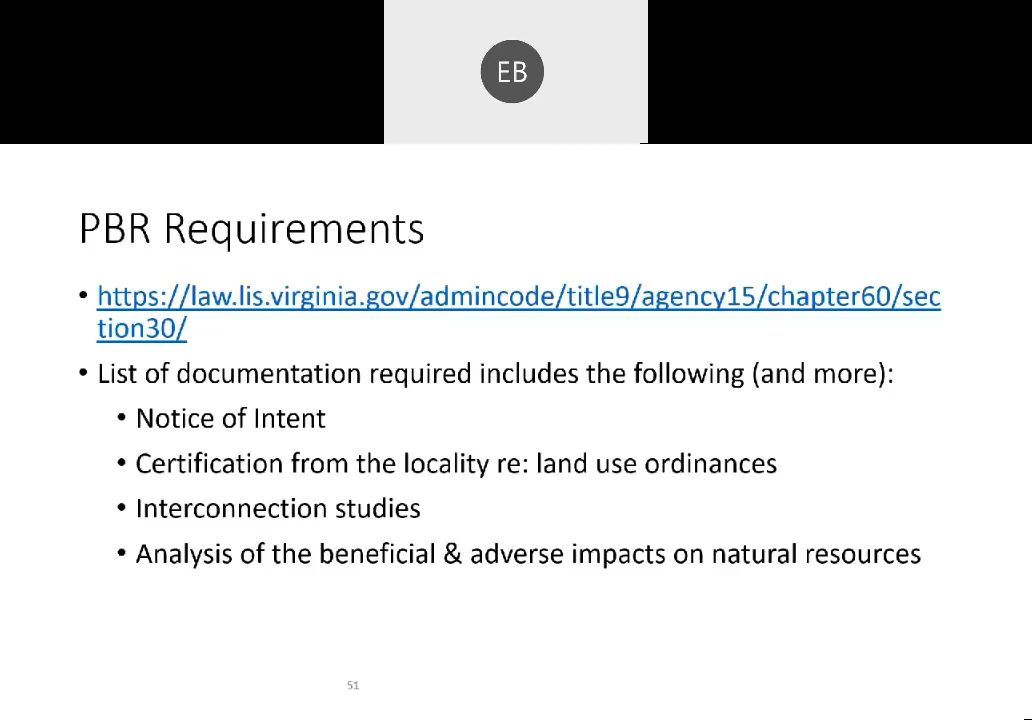 EB
PBR Requirements
• https://law.lis.virginia.gov/admincode/title9/agency15/chapter60/sec
tion30/
• List of documentation required includes the following (and more):
• Notice of Intent
• Certification from the locality re: land use ordinances
• Interconnection studies
• Analysis of the beneficial & adverse impacts on natural resources
51